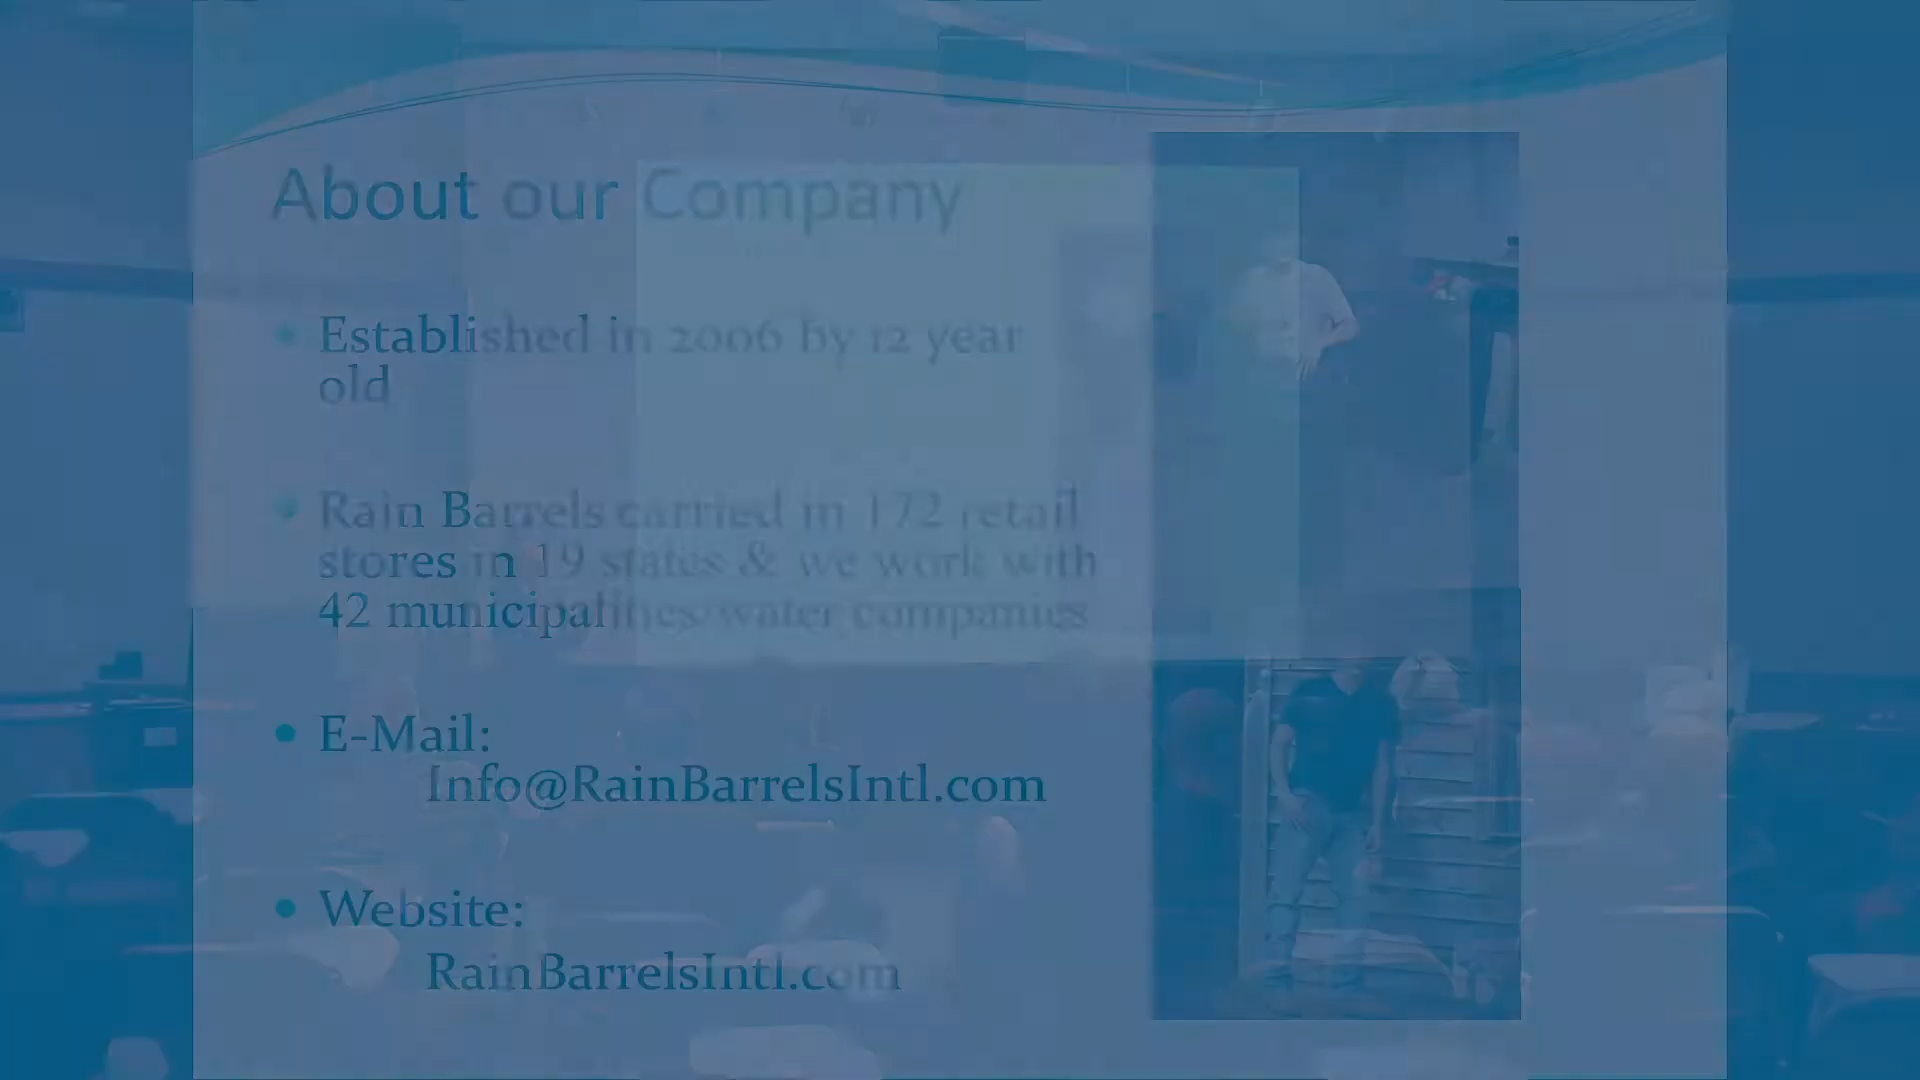 About our Company
• Established in 2006 by 12 year
old
• Rain Barrels carried in 172 retail
stores in 19 states & we work with
42 municipalities/water companies
• E-Mail:
Info@RainBarrelsIntl.com
• Website:
RainBarrelsIntl.com